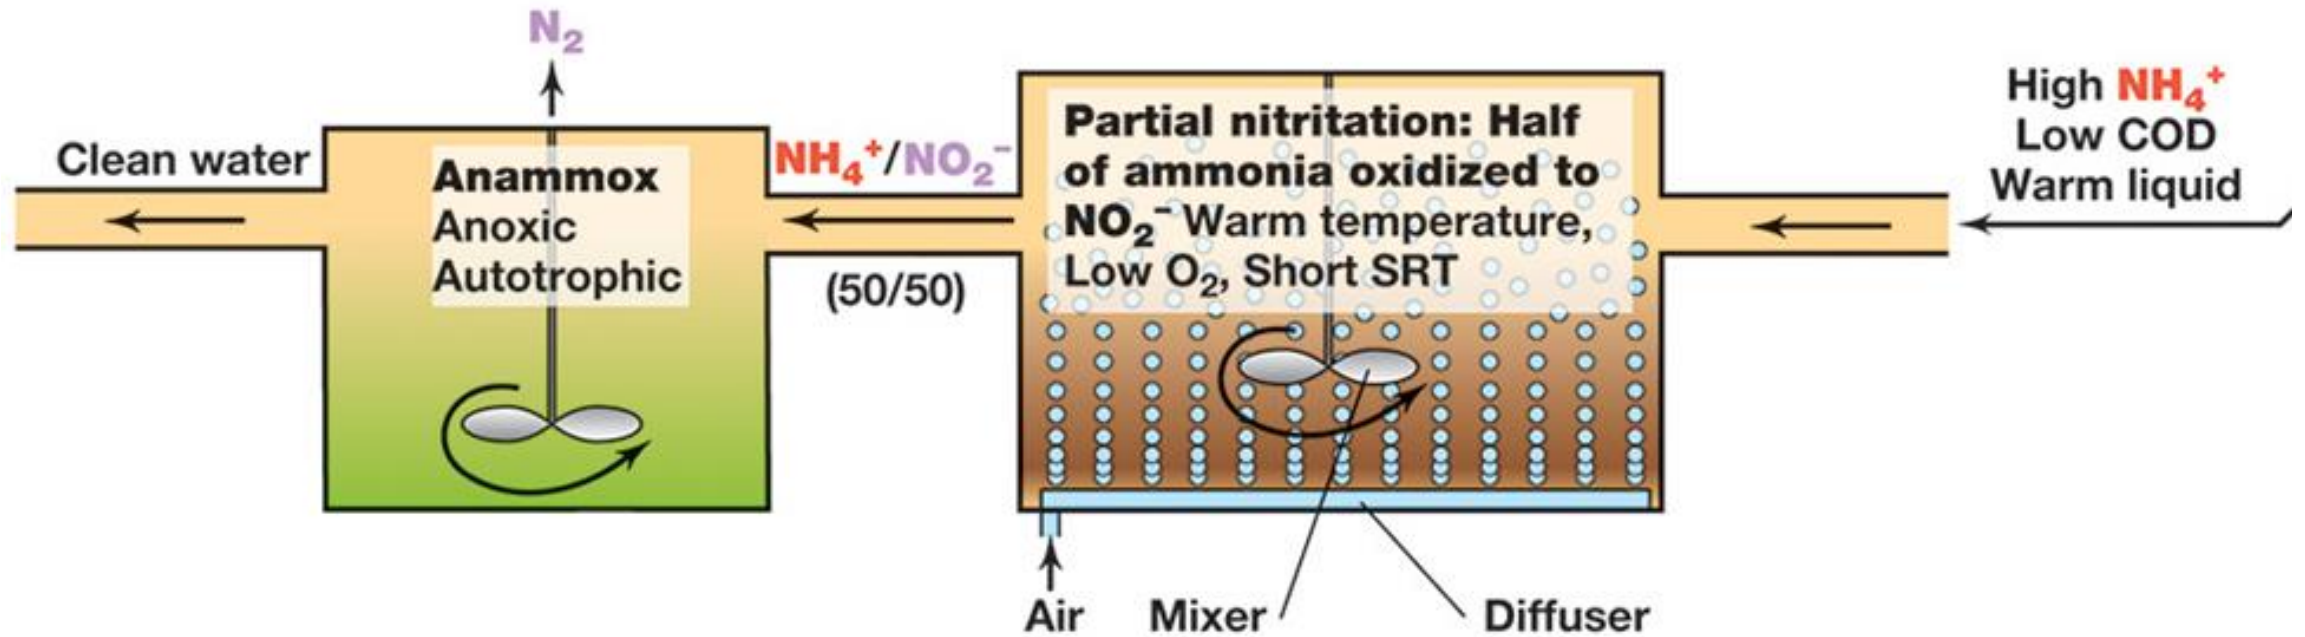 N₂
Clean water
Anammox
Anoxic
Autotrophic
NH₄⁺/NO₂⁻
(50/50)
Partial nitritation: Half
of ammonia oxidized to
NO₂⁻ Warm temperature,
Low O₂, Short SRT
High NH₄⁺
Low COD
Warm liquid
Air
Mixer
Diffuser